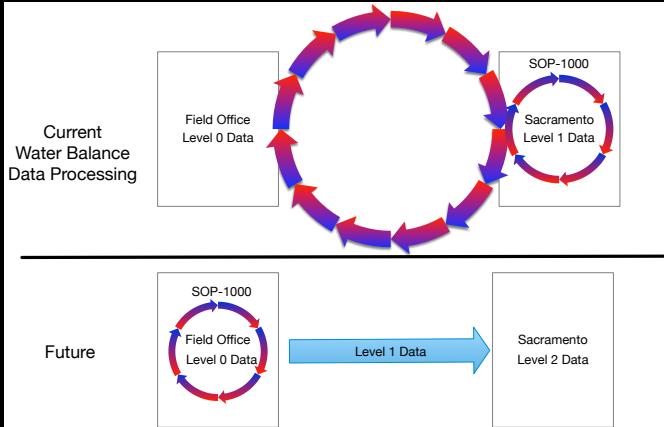 Current
Water Balance
Data Processing
Field Office
Level 0 Data
SOP-1000
Sacramento
Level 1 Data
Future
SOP-1000
Field Office
Level 0 Data
Level 1 Data
Sacramento
Level 2 Data